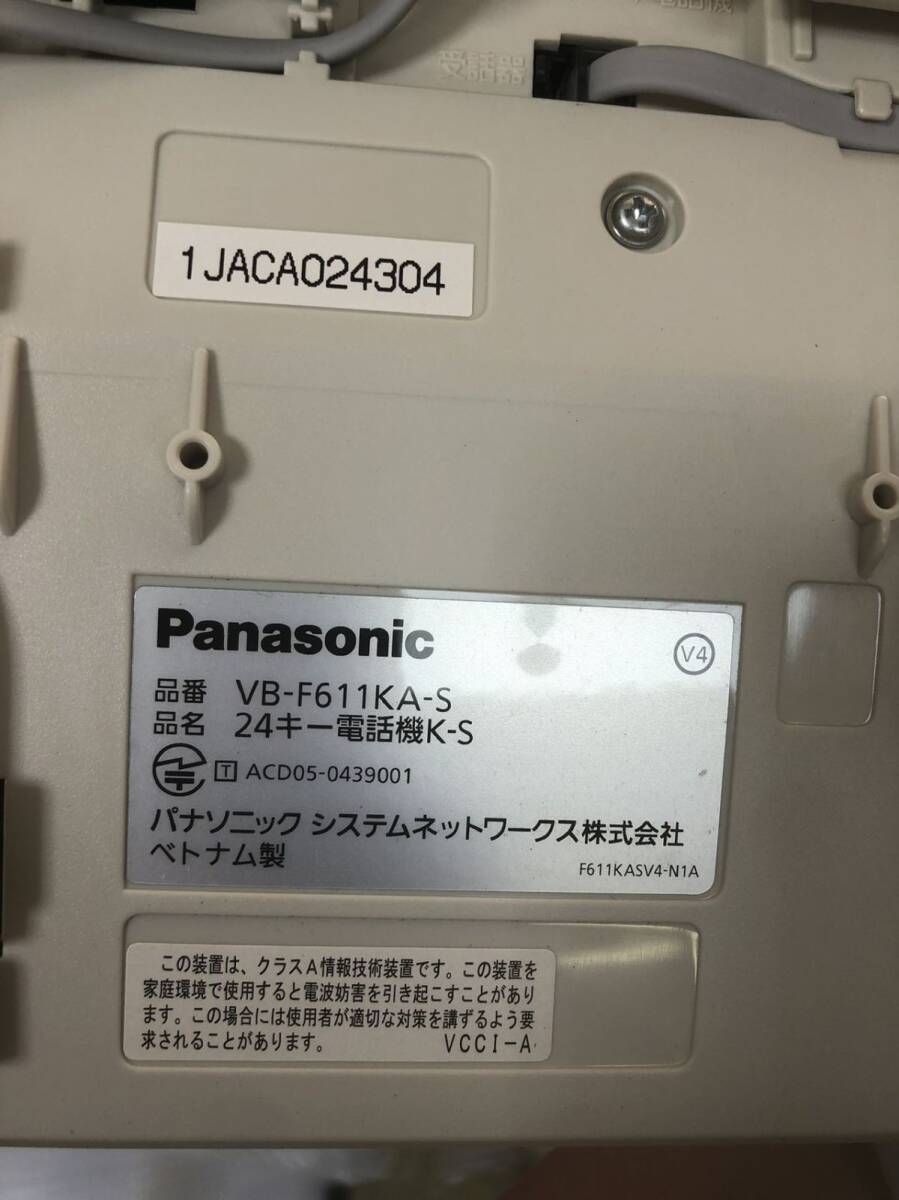 電話機
受話器
1JACA024304
Panasonic
V4
品番 VB-F611KA-S
品名 24キー電話機K-S
T ACD05-0439001
パナソニック システムネットワークス株式会社
ベトナム製
F611KASV4-N1A
この装置は、クラスA情報技術装置です。この装置を
家庭環境で使用すると電波妨害を引き起こすことがあり
ます。この場合には使用者が適切な対策を講ずるよう要
求されることがあります。 VCCI-A